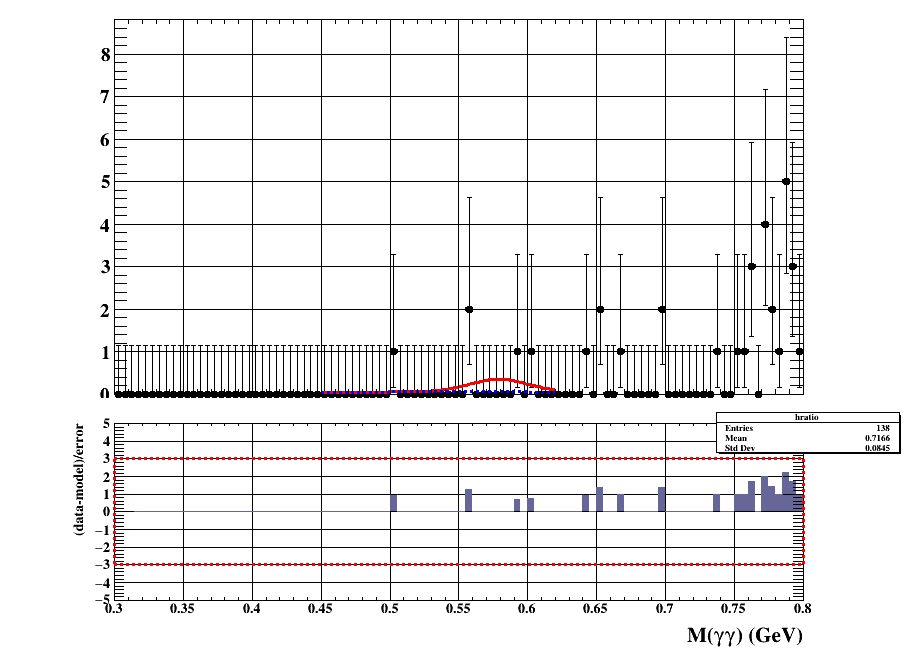 8
7
6
5
4
3
2
1
0
hratio
Entries 138
Mean 0.7166
Std Dev 0.0845
(data-model)/error
5
4
3
2
1
0
−1
−2
−3
−4
−5
0.3 0.35 0.4 0.45 0.5 0.55 0.6 0.65 0.7 0.75 0.8
M(γγ) (GeV)